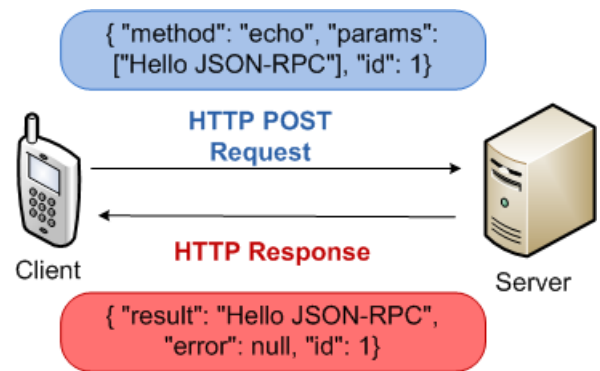 { "method": "echo", "params":
["Hello JSON-RPC"], "id": 1}
HTTP POST
Request
HTTP Response
Client
Server
{ "result": "Hello JSON-RPC",
"error": null, "id": 1}